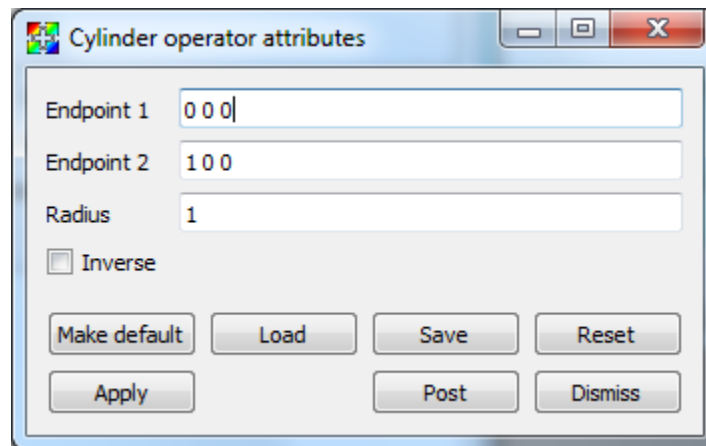 Cylinder operator attributes
Endpoint 1 0 0 0
Endpoint 2 1 0 0
Radius 1
Inverse
Make default Load Save Reset
Apply Post Dismiss